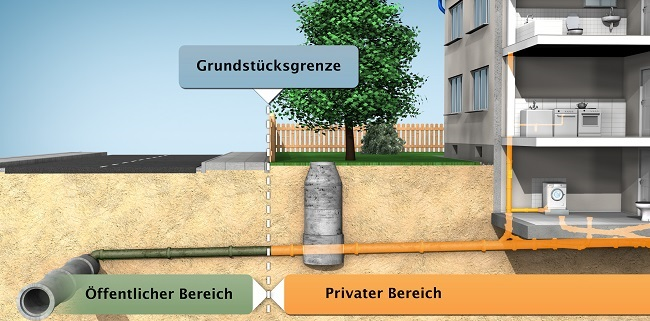 Grundstücksgrenze
Öffentlicher Bereich
Privater Bereich